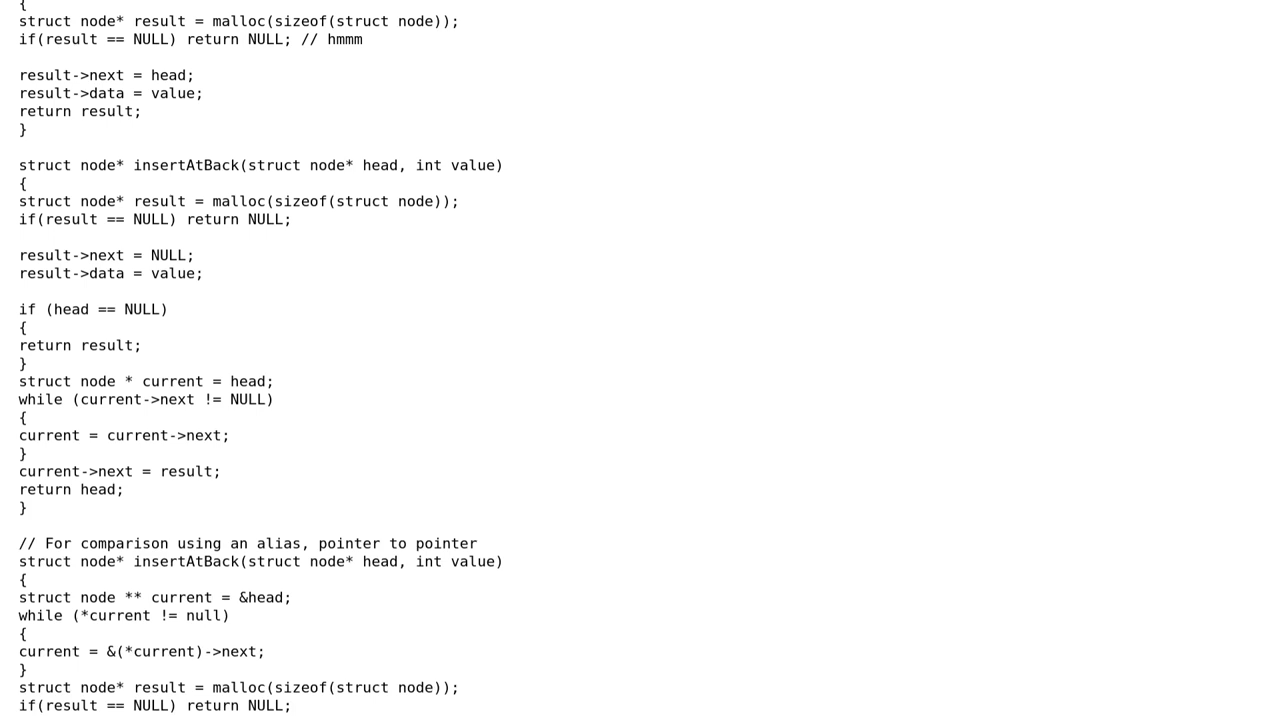 {
struct node* result = malloc(sizeof(struct node));
if(result == NULL) return NULL; // hmmm
result->next = head;
result->data = value;
return result;
}
struct node* insertAtBack(struct node* head, int value)
{
struct node* result = malloc(sizeof(struct node));
if(result == NULL) return NULL;
result->next = NULL;
result->data = value;
if (head == NULL)
{
return result;
}
struct node * current = head;
while (current->next != NULL)
{
current = current->next;
}
current->next = result;
return head;
}
// For comparison using an alias, pointer to pointer
struct node* insertAtBack(struct node* head, int value)
{
struct node ** current = &head;
while (*current != null)
{
current = &(*current)->next;
}
struct node* result = malloc(sizeof(struct node));
if(result == NULL) return NULL;